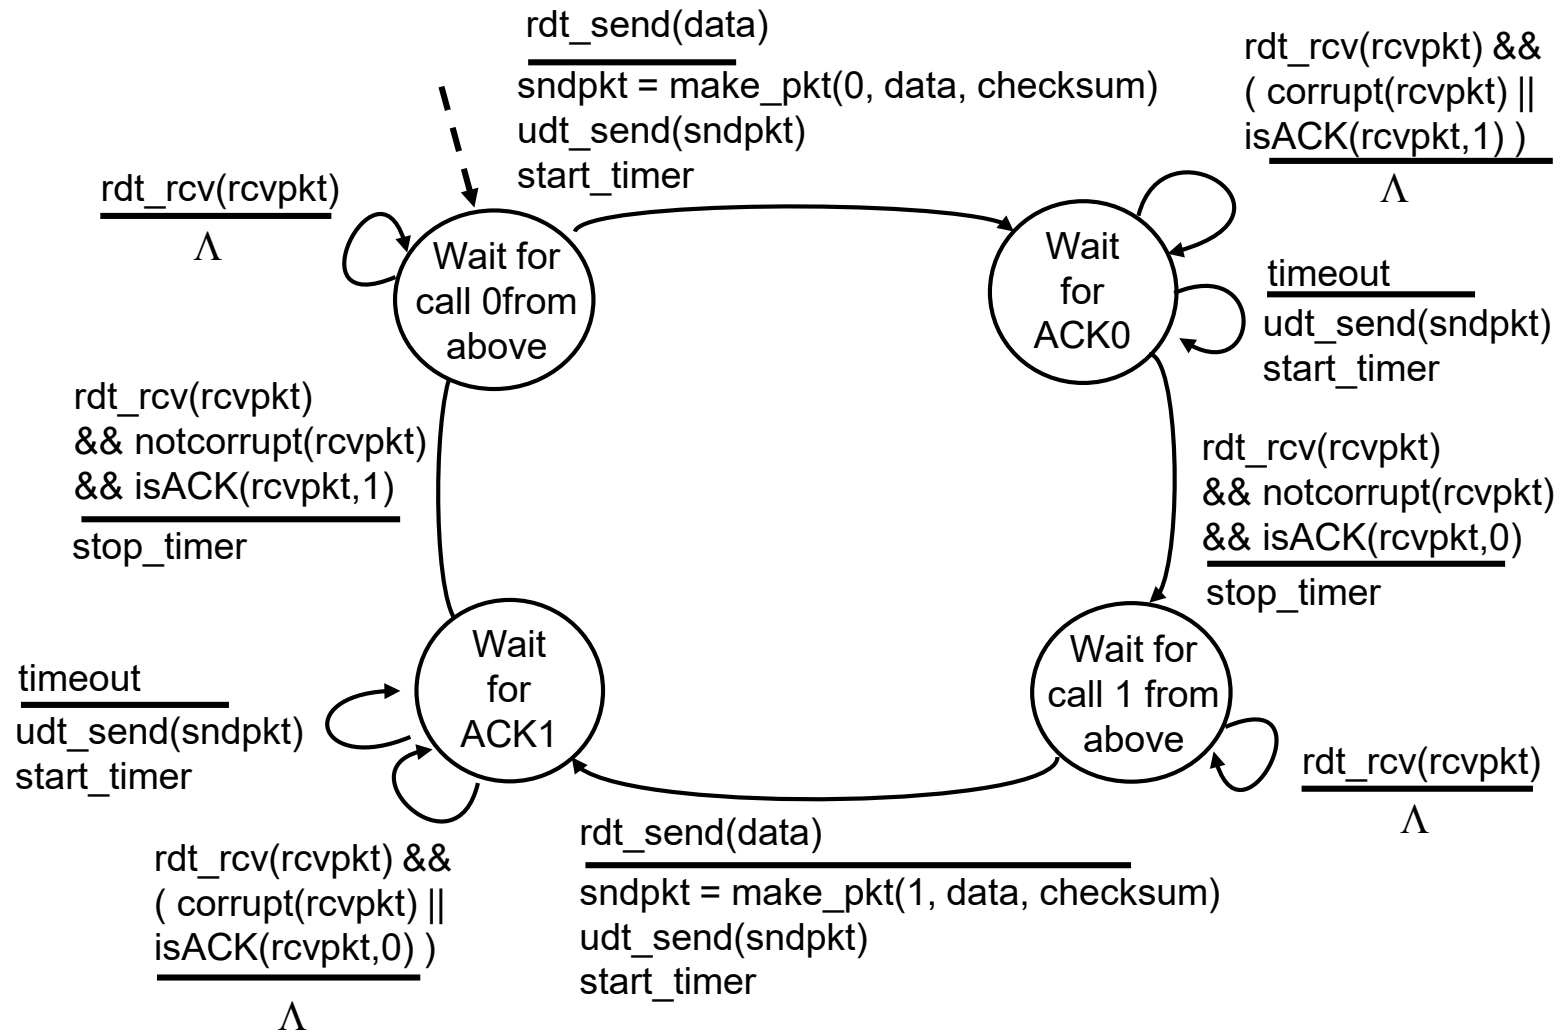 rdt_send(data)
sndpkt = make_pkt(0, data, checksum)
udt_send(sndpkt)
start_timer
rdt_rcv(rcvpkt) &&
( corrupt(rcvpkt) ||
isACK(rcvpkt,1) )
Λ
rdt_rcv(rcvpkt)
Λ
Wait for
call 0from
above
Wait
for
ACK0
timeout
udt_send(sndpkt)
start_timer
rdt_rcv(rcvpkt)
&& notcorrupt(rcvpkt)
&& isACK(rcvpkt,1)
stop_timer
rdt_rcv(rcvpkt)
&& notcorrupt(rcvpkt)
&& isACK(rcvpkt,0)
stop_timer
Wait
for
ACK1
Wait for
call 1 from
above
timeout
udt_send(sndpkt)
start_timer
rdt_rcv(rcvpkt)
Λ
rdt_rcv(rcvpkt) &&
( corrupt(rcvpkt) ||
isACK(rcvpkt,0) )
Λ
rdt_send(data)
sndpkt = make_pkt(1, data, checksum)
udt_send(sndpkt)
start_timer